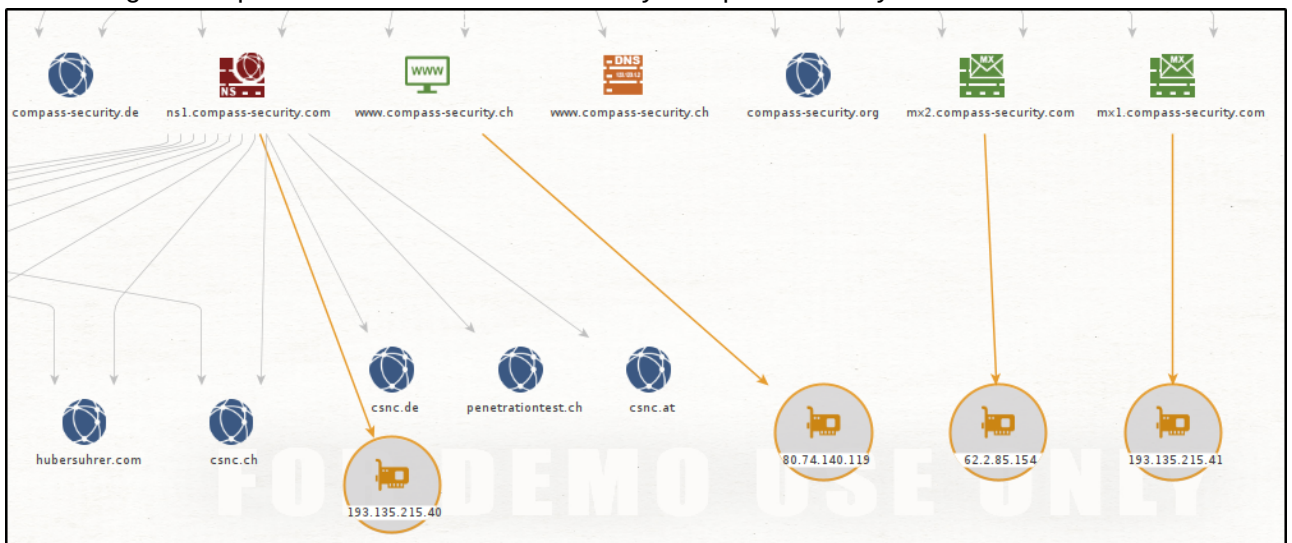 WWW
MX
MX
DNS
NS
compass-security.de
ns1.compass-security.com
www.compass-security.ch
www.compass-security.ch
compass-security.org
mx2.compass-security.com
mx1.compass-security.com
csnc.de
penetrationtest.ch
csnc.at
hubersuhrer.com
csnc.ch
80.74.140.119
62.2.85.154
193.135.215.41
193.135.215.40
FOR DEMO USE ONLY